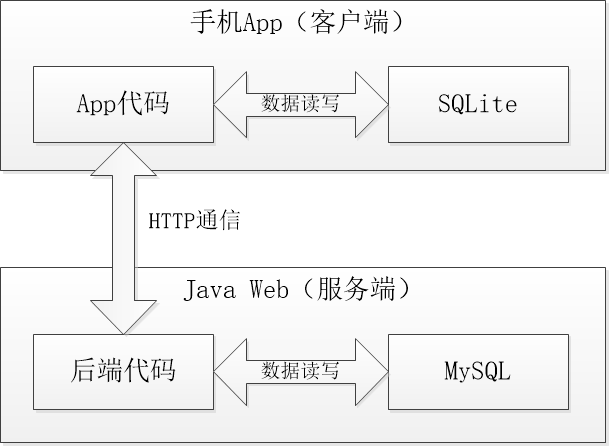 手机App（客户端）
App代码
数据读写
SQLite
HTTP通信
Java Web（服务端）
后端代码
数据读写
MySQL